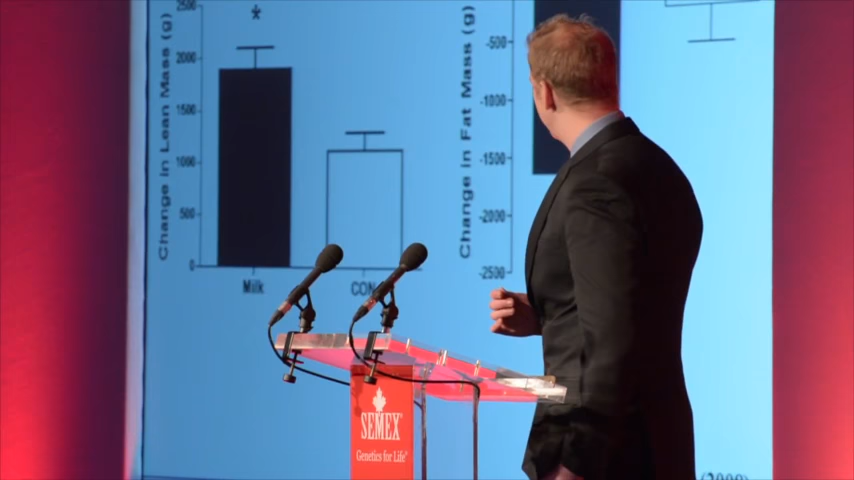 Change in Lean Mass (g)
2500
2000
1500
1000
500
0
*
Milk
CON
Change in Fat Mass (g)
-500
-1000
-1500
-2000
-2500
SEMEX®
Genetics for Life®
(2009)